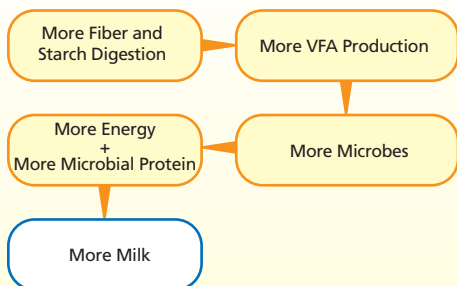 More Fiber and
Starch Digestion
More VFA Production
More Microbes
More Energy
+
More Microbial Protein
More Milk